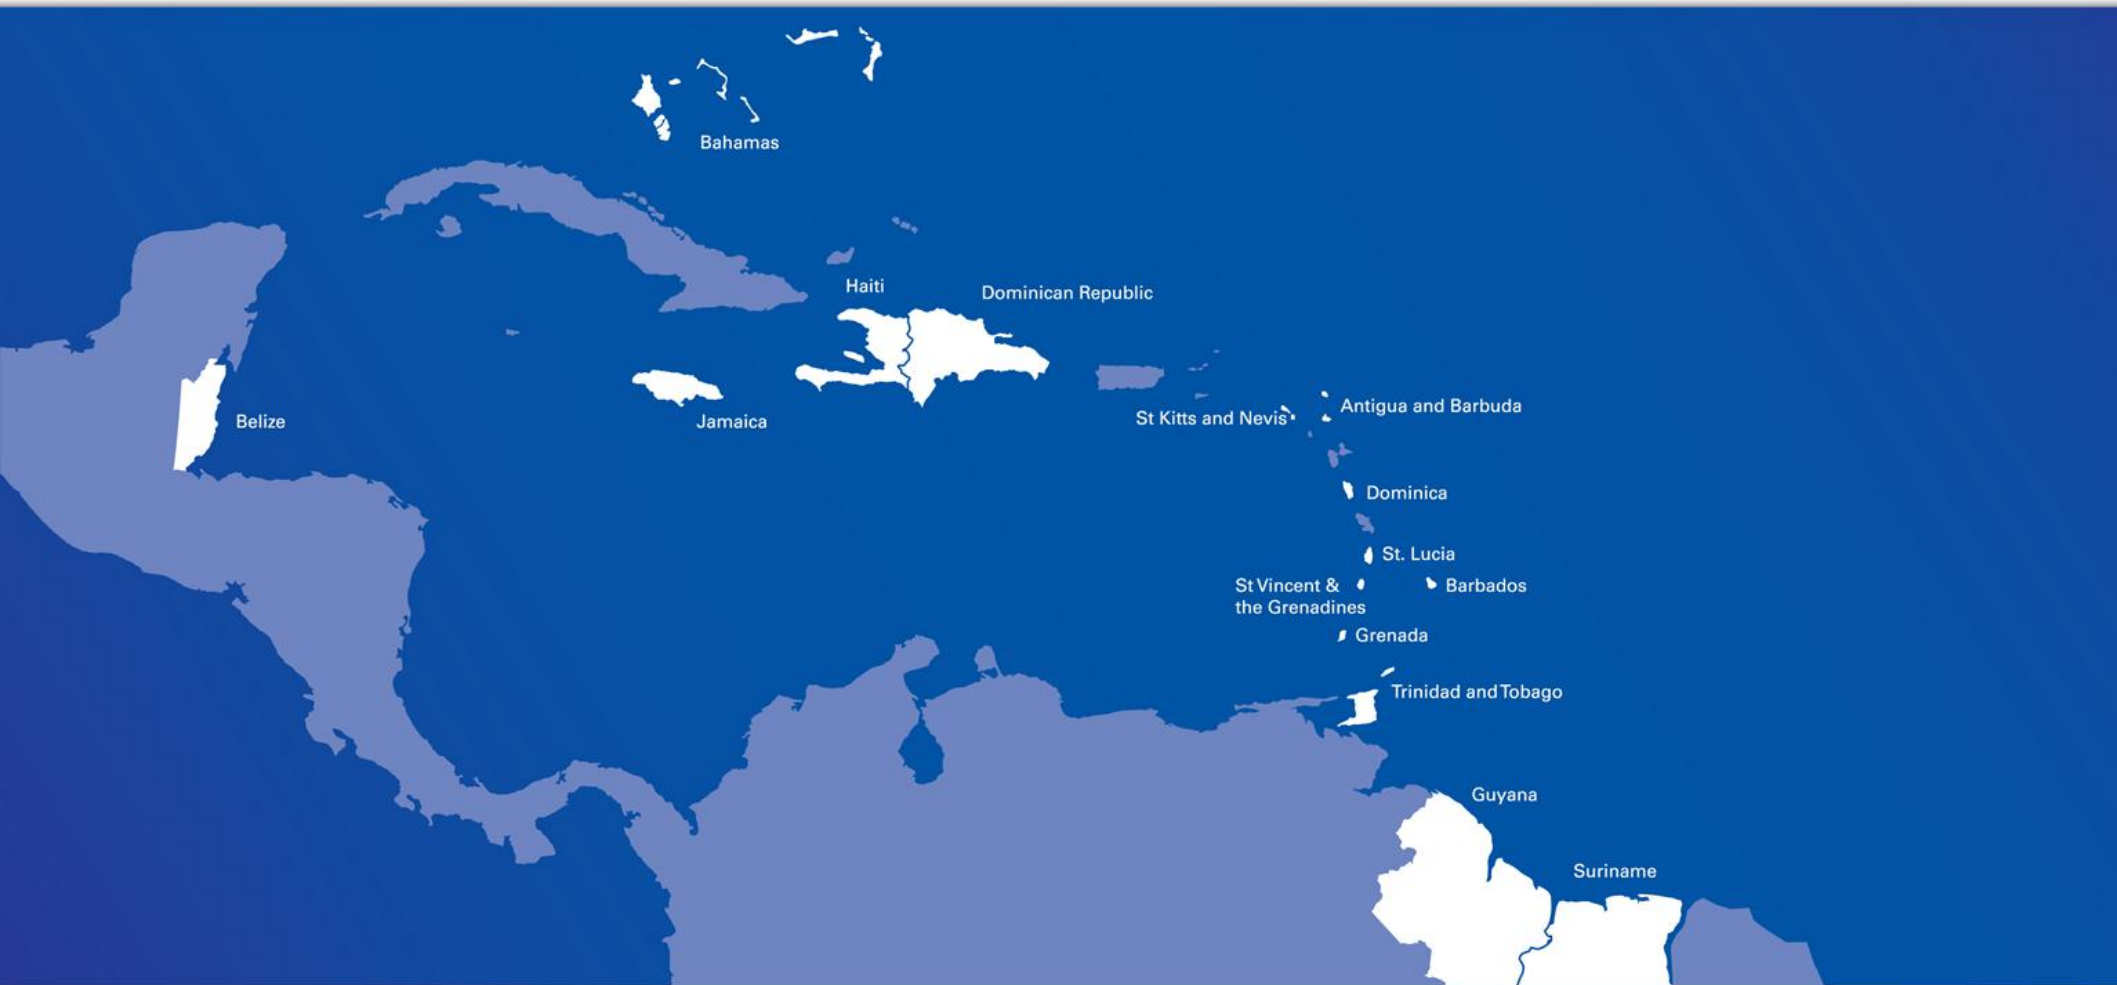 Bahamas
Haiti
Dominican Republic
Belize
Jamaica
St Kitts and Nevis
Antigua and Barbuda
Dominica
St. Lucia
St Vincent &
the Grenadines
Barbados
Grenada
Trinidad and Tobago
Guyana
Suriname